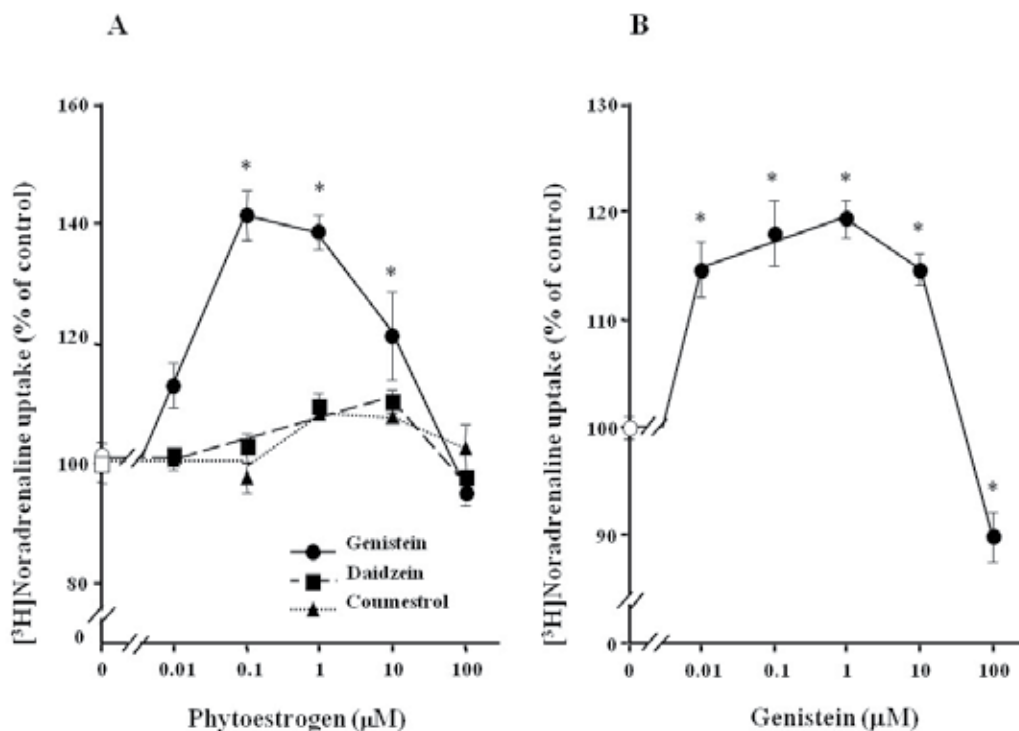 A
[³H]Noradrenaline uptake (% of control)
160
*
*
140
*
120
100
Genistein
Daidzein
Coumestrol
80
0
0 0.01 0.1 1 10 100
Phytoestrogen (μM)
B
[³H]Noradrenaline uptake (% of control)
130
*
*
*
*
120
110
100
*
90
0
0 0.01 0.1 1 10 100
Genistein (μM)